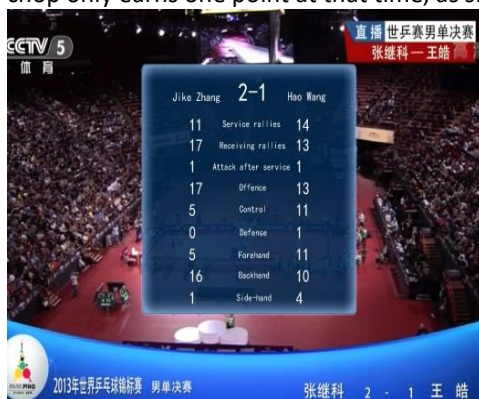 CCTV 5
体育
直播 世乒赛男单决赛
张继科一王皓
Jike Zhang 2-1 Hao Wang
11 Service rallies 14
17 Receiving rallies 13
1 Attack after service 1
17 Offence 13
5 Control 11
0 Defense 1
5 Forehand 11
16 Backhand 10
1 Side-hand 4
2013年世界乒乓球锦标赛 男单决赛
张继科 2 - 1 王 皓